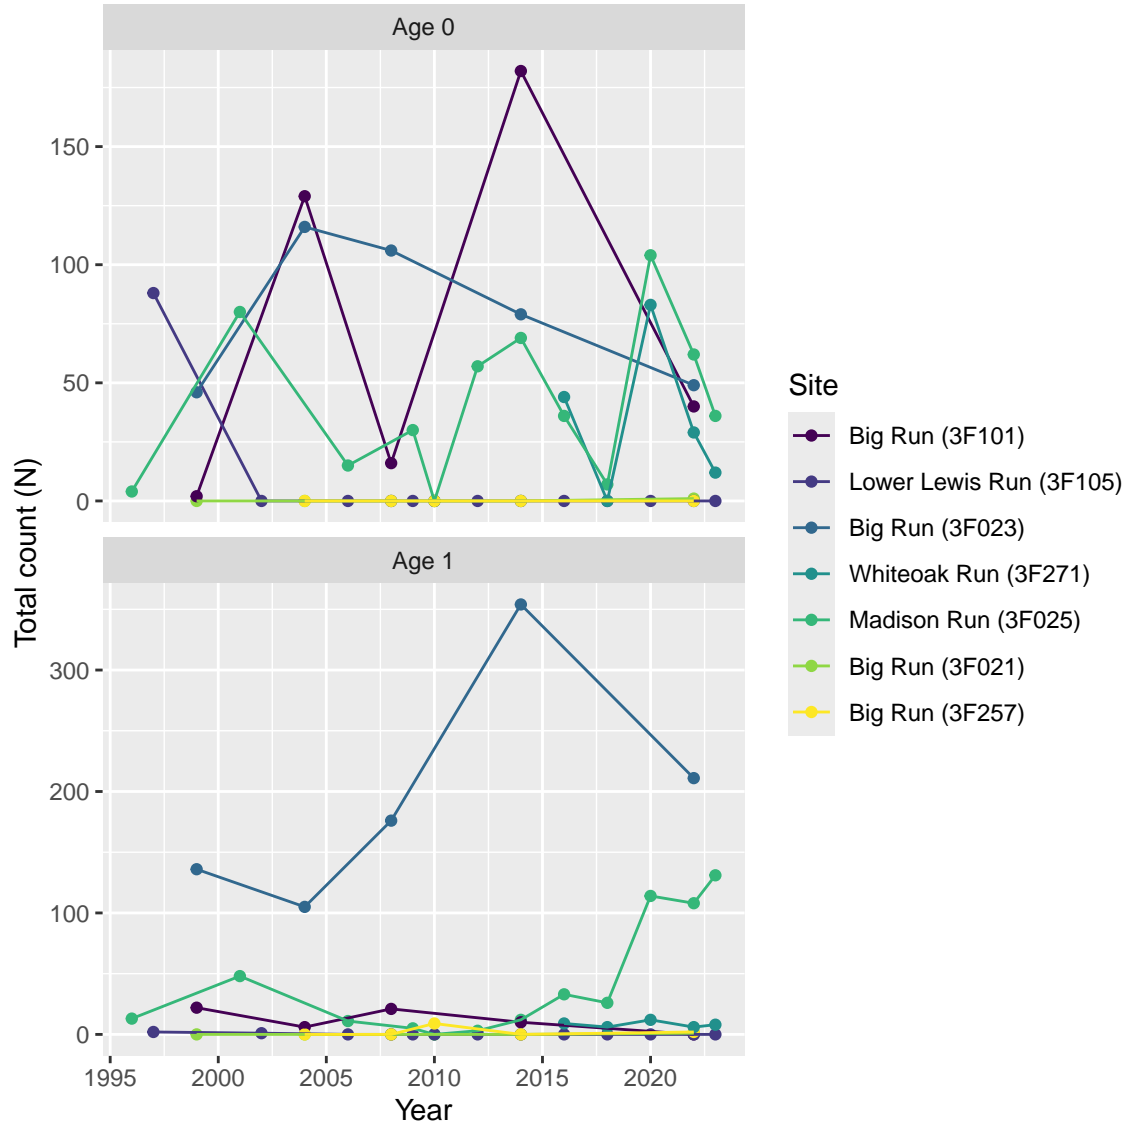 Age 0
150
100
50
0
Age 1
300
200
100
0
1995 2000 2005 2010 2015 2020
Year
Total count (N)
Site
Big Run (3F101)
Lower Lewis Run (3F105)
Big Run (3F023)
Whiteoak Run (3F271)
Madison Run (3F025)
Big Run (3F021)
Big Run (3F257)